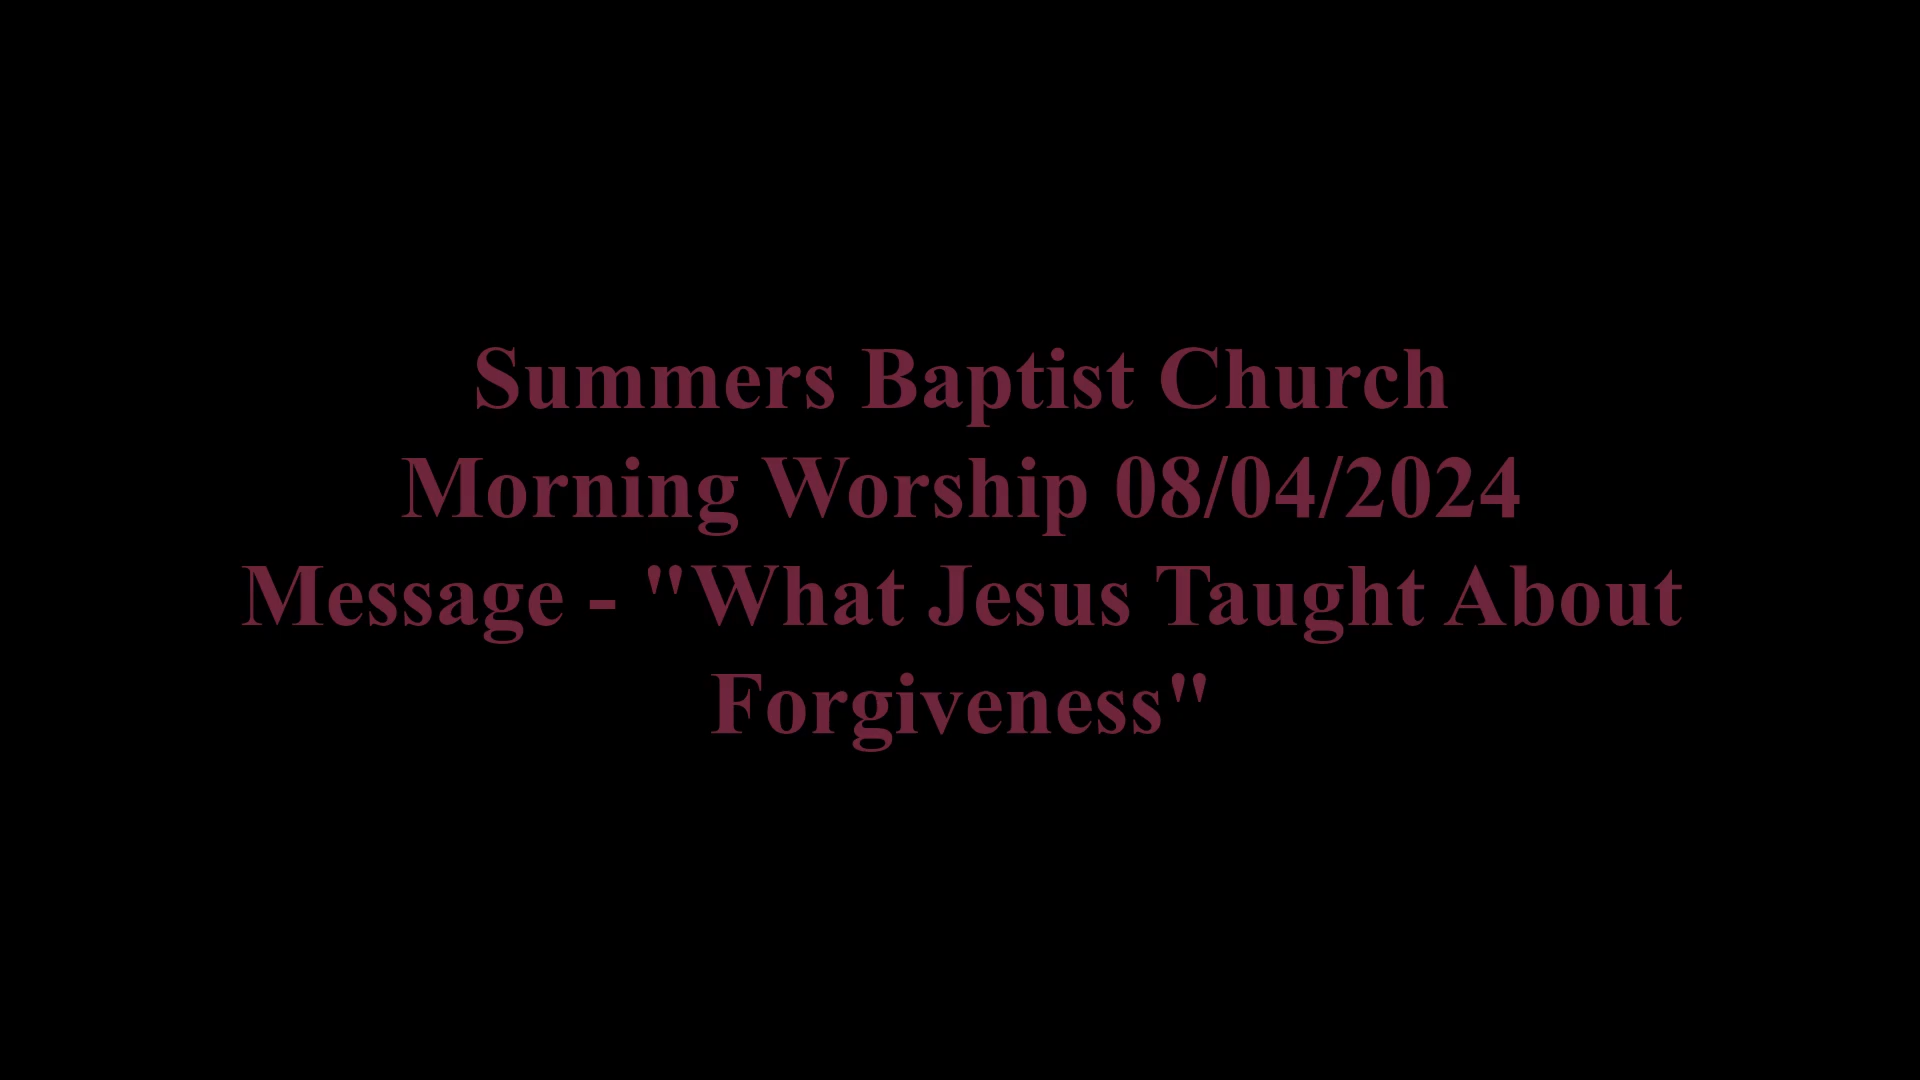 Summers Baptist Church
Morning Worship 08/04/2024
Message - "What Jesus Taught About
Forgiveness"